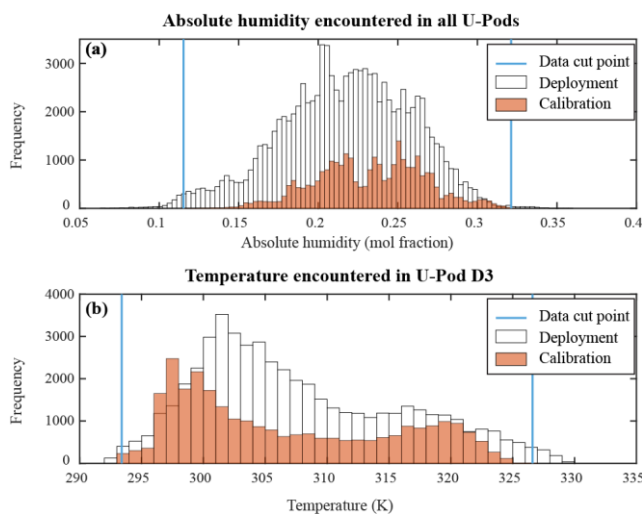 Absolute humidity encountered in all U-Pods
(a)
Data cut point
Deployment
Calibration
Frequency
3000
2000
1000
0
0.05 0.1 0.15 0.2 0.25 0.3 0.35 0.4
Absolute humidity (mol fraction)
Temperature encountered in U-Pod D3
(b)
Data cut point
Deployment
Calibration
Frequency
4000
3000
2000
1000
0
290 295 300 305 310 315 320 325 330 335
Temperature (K)